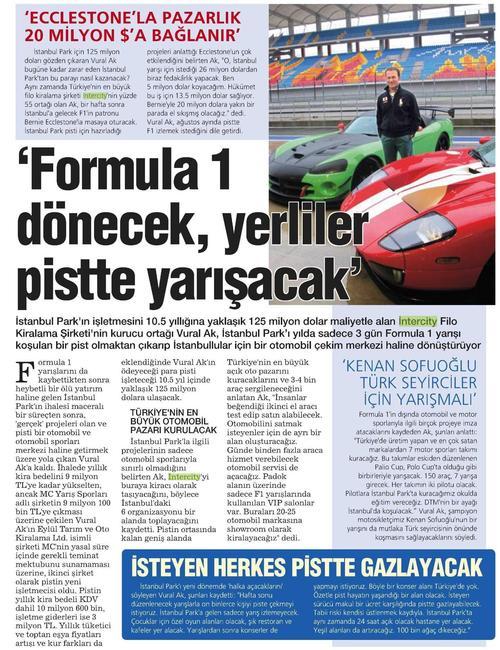 'ECCLESTONE'LA PAZARLIK
20 MİLYON $'A BAĞLANIR'
İstanbul Park için 125 milyon
doları gözden çıkaran Vural Ak
bugüne kadar zarar eden İstanbul
Park'tan bu parayı nasıl kazanacak?
Aynı zamanda Türkiye'nin en büyük
filo kiralama şirketi Intercity'nin yüzde
55 ortağı olan Ak, bir hafta sonra
İstanbul'a gelecek F1'in patronu
Bernie Ecclestone'la masaya oturacak.
İstanbul Park pisti için hazırladığı
projeleri anlattığı Ecclestone'un çok
etkilendiğini belirten Ak, "O, İstanbul
yarışı için istediği 26 milyon dolardan
biraz fedakârlık yapacak. Ben
5 milyon dolar koyacağım. Hükümet
bu iş için 13.5 milyon dolar sağlıyor.
Bernie'yle 20 milyon dolara yakın bir
parada el sıkışmış olacağız." dedi.
Vural Ak, ağustos ayında pistte
F1 izlemek istediğini dile getirdi.
'Formula 1
dönecek, yerliler
pistte yarışacak'
İstanbul Park'ın işletmesini 10.5 yıllığına yaklaşık 125 milyon dolar maliyetle alan Intercity Filo
Kiralama Şirketi'nin kurucu ortağı Vural Ak, İstanbul Park'ı yılda sadece 3 gün Formula 1 yarışı
koşulan bir pist olmaktan çıkarıp İstanbullular için bir otomobil çekim merkezi haline dönüştürüyor
Formula 1
yarışlarını da
kaybettikten sonra
heybetli bir ölü yatırım
haline gelen İstanbul
Park'ın ihalesi maceralı
bir süreçten sonra,
'gerçek' projeleri olan ve
pisti bir otomobil ve
otomobil sporları
merkezi haline getirmek
üzere yola çıkan Vural
Ak'a kaldı. İhalede yıllık
kira bedelini 9 milyon
TL'ye kadar yükselten,
ancak MC Yarış Sporları
adlı şirketin 9 milyon 100
bin TL'ye çıkması
üzerine çekilen Vural
Ak'ın Eylül Tarım ve Oto
Kiralama Ltd. isimli
şirketi MC'nin yasal süre
içinde gerekli teminat
mektubunu sunamaması
üzerine, ikinci şirket
olarak pistin yeni
işletmecisi oldu. Pistin
yıllık kira bedeli KDV
dahil 10 milyon 600 bin,
işletme giderleri ise 3
milyon TL. Yıllık tüketici
ve toptan eşya fiyatları
artışı ve kur farkları da
eklendiğinde Vural Ak'ın
ödeyeceği para pisti
işleteceği 10.5 yıl içinde
yaklaşık 125 milyon
dolara ulaşacak.
TÜRKİYE'NİN EN
BÜYÜK OTOMOBİL
PAZARI KURULACAK
İstanbul Park'la ilgili
projelerinin sadece
otomobil sporlarıyla
sınırlı olmadığını
belirten Ak, Intercity'yi
buraya kiracı olarak
taşıyacağını, böylece
İstanbul'daki
6 organizasyonu bir
alanda toplayacağını
kaydetti. Pistin ortasında
kalan geniş alanda
Türkiye'nin en büyük
açık oto pazarını
kuracaklarını ve 3-4 bin
araç sergileneceğini
anlatan Ak, "İnsanlar
beğendiği ikinci el aracı
test edip satın alabilecek.
Otomobilini satmak
isteyenler için de ayrı bir
alan oluşturacağız.
Günde binden fazla araca
hizmet verebilecek
otomobil servisi de
açacağız. Padok
alanın üzerinde
sadece F1 yarışlarında
kullanılan VIP salonlar
var. Buraları 20-25
otomobil markasına
showroom olarak
kiralayacağız" dedi.
'KENAN SOFUOĞLU
TÜRK SEYİRCİLER
İÇİN YARIŞMALI'
Formula 1'in dışında otomobil ve motor
sporlarıyla ilgili birçok projeye imza
atacaklarını kaydeden Ak, şunları anlattı:
"Türkiye'de üretim yapan ve en çok satan
markalardan 7 motor sporları takımı
kuracağız. Bu takımlar eskiden düzenlenen
Palio Cup, Polo Cup'ta olduğu gibi
birbirleriyle yarışacak. 150 araç, 7 yarışa
girecek. Her takımın iki pilotu olacak.
Pilotlara İstanbul Park'ta kuracağımız okulda
eğitim vereceğiz. DTM'nin bir ayağı
İstanbul'da koşulacak." Vural Ak, şampiyon
motosikletimiz Kenan Sofuoğlu'nun bir
yarışını da mutlaka Türk seyircisinin önünde
koşmasını sağlayacaklarını söyledi.
İSTEYEN HERKES PİSTTE GAZLAYACAK
İstanbul Park'ı yeni dönemde 'halka açacaklarını'
söyleyen Vural Ak, şunları kaydetti: "Hafta sonu
düzenlenecek yarışlara on binlerce kişiyi piste çekmeyi
istiyoruz. İstanbul Park'a gelen sadece yarış izlemeyecek.
Çocuklar için özel oyun alanları olacak, şık restoran ve
kafeler yer alacak. Yarışlardan sonra konserler de
yapmayı istiyoruz. Böyle bir konser alanı Türkiye'de yok.
Özetle pist hayatın yaşandığı bir alan olacak. İsteyen
sürücü makul bir ücret karşılığında pistte gazlayabilecek.
Tabii riski kendisi üstlenmek kaydıyla. İstanbul Park'ta
aynı zamanda 24 saat açık olacak hastane yer alacak.
Yeşil alanları da artıracağız. 100 bin ağaç dikeceğiz."